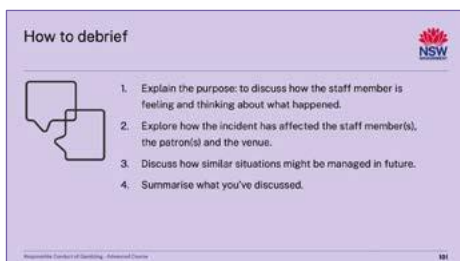 How to debrief
NSW
GOVERNMENT
1. Explain the purpose: to discuss how the staff member is
feeling and thinking about what happened.
2. Explore how the incident has affected the staff member(s),
the patron(s) and the venue.
3. Discuss how similar situations might be managed in future.
4. Summarise what you've discussed.
Responsible Conduct of Gambling - Advanced Course